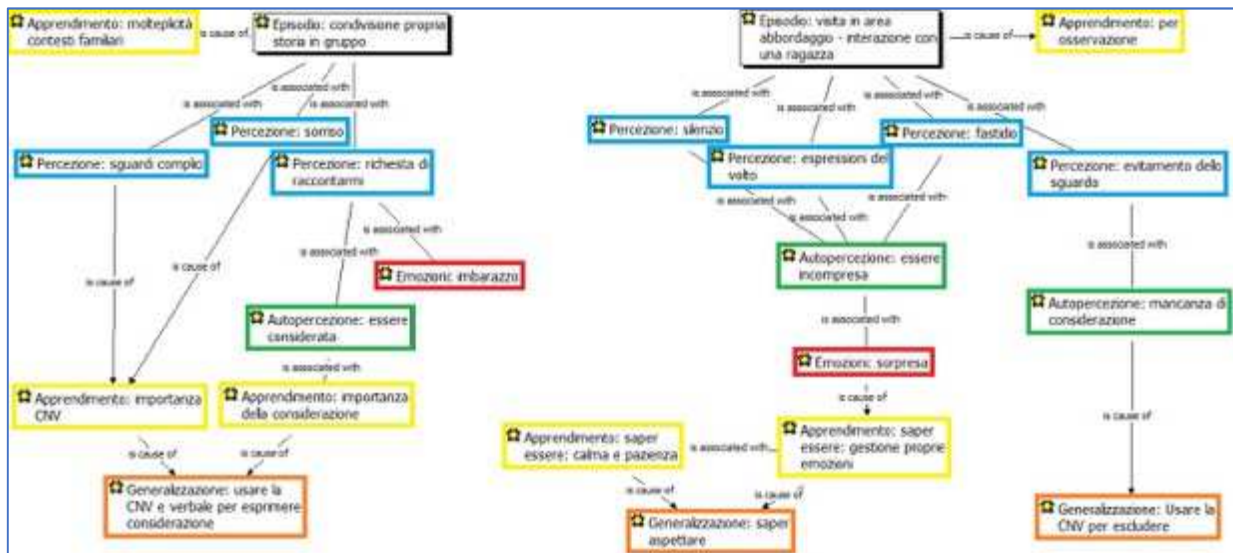 Apprendimento: molteplicità
contesti familiari
is cause of
Episodio: condivisione propria
storia in gruppo
Episodio: visita in area
abbordaggio - interazione con
una ragazza
is cause of
Apprendimento: per
osservazione
is associated with
is associated with
is associated with
is associated with
is associated with
is associated with
is associated with
Percezione: sorriso
Percezione: sguardi complici
Percezione: richiesta di
raccontarmi
Percezione: silenzio
Percezione: espressioni del
volto
Percezione: fastidio
Percezione: evitamento dello
sguardo
is associated with
is associated with
is associated with
is associated with
is associated with
is associated with
is cause of
is cause of
Emozioni: imbarazzo
Autopercezione: essere
incompresa
Autopercezione: essere
considerata
Autopercezione: mancanza di
considerazione
is associated with
is associated with
Emozioni: sorpresa
Apprendimento: importanza
CNV
Apprendimento: importanza
della considerazione
is cause of
is cause of
Apprendimento: saper
essere: calma e pazienza
is associated with
Apprendimento: saper
essere: gestione proprie
emozioni
is cause of
is cause of
is cause of
is cause of
Generalizzazione: usare la
CNV e verbale per esprimere
considerazione
Generalizzazione: saper
aspettare
Generalizzazione: Usare la
CNV per escludere